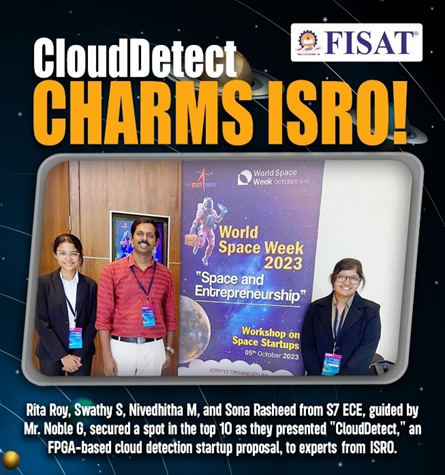 FISAT®
CloudDetect
CHARMS ISRO!
World Space
Week OCTOBER 4-10
World
Space Week
2023
"Space and
Entrepreneurship"
Workshop on
Space Startups
05th October 2023
JOINTLY ORGANISED BY
Rita Roy, Swathy S, Nivedhitha M, and Sona Rasheed from S7 ECE, guided by
Mr. Noble G, secured a spot in the top 10 as they presented "CloudDetect," an
FPGA-based cloud detection startup proposal, to experts from ISRO.